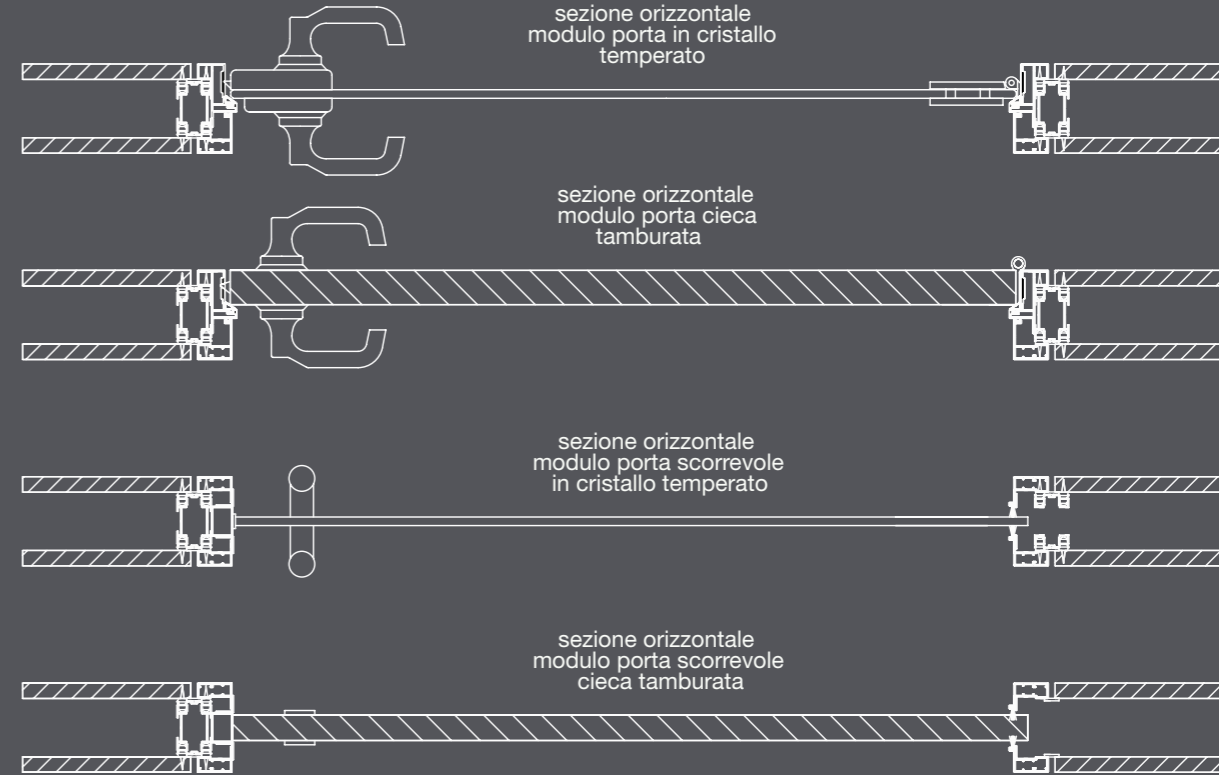 sezione orizzontale
modulo porta in cristallo
temperato
sezione orizzontale
modulo porta cieca
tamburata
sezione orizzontale
modulo porta scorrevole
in cristallo temperato
sezione orizzontale
modulo porta scorrevole
cieca tamburata